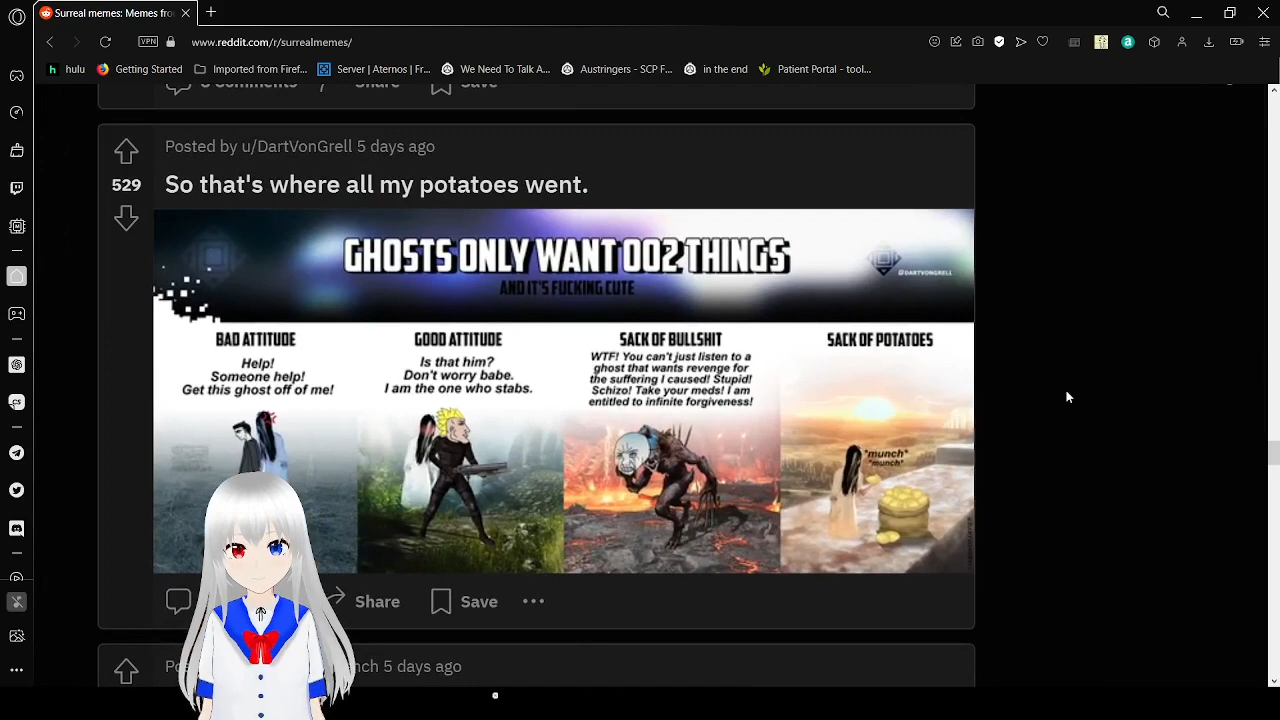 Surreal memes: Memes fro
VPN
www.reddit.com/r/surrealmemes/
hulu
Getting Started
Imported from Firef...
Server | Aternos | Fr...
We Need To Talk A...
Austringers - SCP F...
in the end
Patient Portal - tool...
Comments
Share
Save
Posted by u/DartVonGrell 5 days ago
529
So that's where all my potatoes went.
GHOSTS ONLY WANT 002 THINGS
AND IT'S FUCKING CUTE
@DARTVONGRELL
BAD ATTITUDE
Help!
Someone help!
Get this ghost off of me!
GOOD ATTITUDE
Is that him?
Don't worry babe.
I am the one who stabs.
SACK OF BULLSHIT
WTF! You can't just listen to a
ghost that wants revenge for
the suffering I caused! Stupid!
Schizo! Take your meds! I am
entitled to infinite forgiveness!
SACK OF POTATOES
*munch*
*munch*
Share
Save
5 days ago